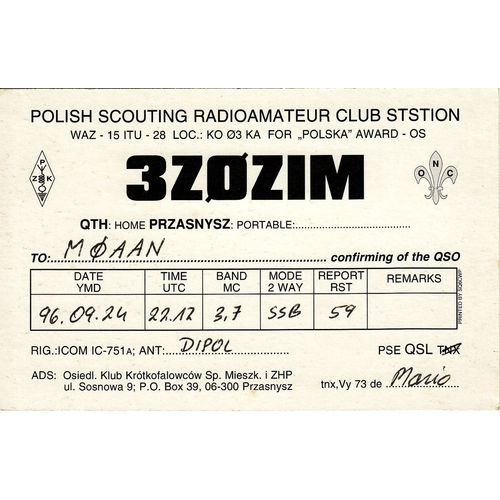 POLISH SCOUTING RADIOAMATEUR CLUB STSTION
WAZ - 15 ITU - 28 LOC.: KO Ø3 KA FOR „POLSKA" AWARD - OS
P
Z K
K
3ZØZIM
O N C
QTH: HOME PRZASNYSZ: PORTABLE:
TO: MØAAN confirming of the QSO
DATE YMD TIME UTC BAND MC MODE 2 WAY REPORT RST REMARKS
96.09.24 22.12 3,7 SSB 59
PRINTED BY SQ5DWP
RIG.:ICOM IC-751A; ANT: DIPOL PSE QSL TNX
ADS: Osiedl. Klub Krótkofalowców Sp. Mieszk. i ZHP
ul. Sosnowa 9; P.O. Box 39, 06-300 Przasnysz tnx,Vy 73 de Mario